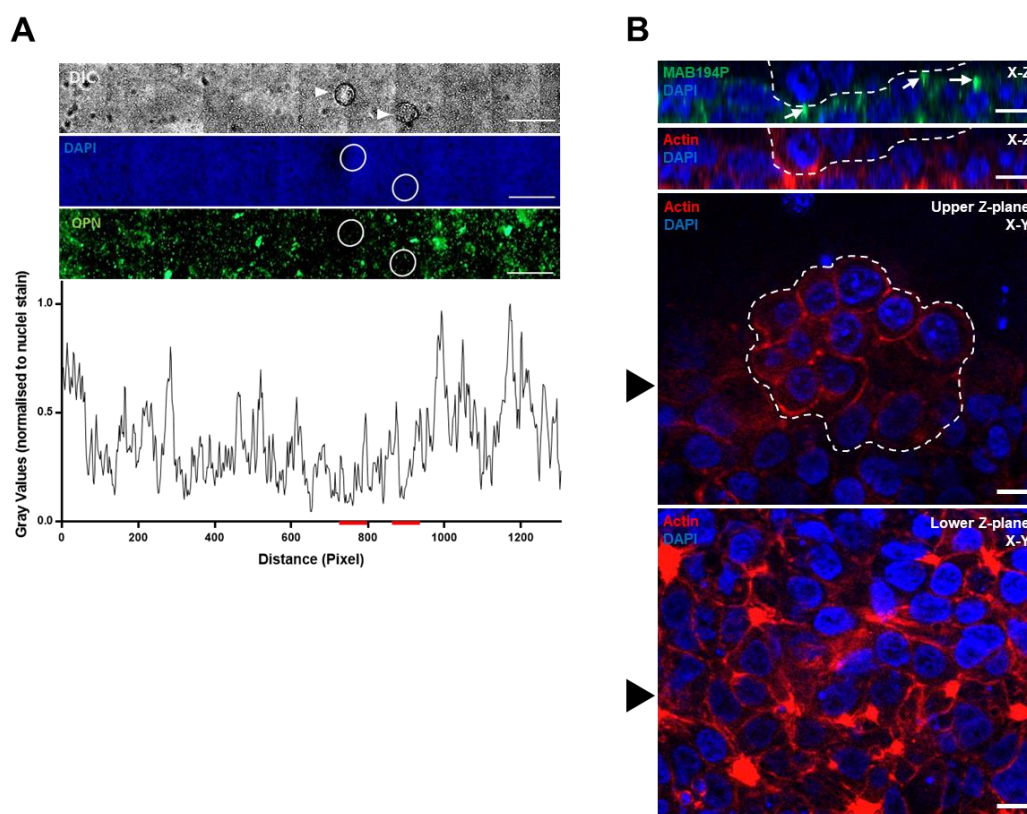 A
DIC
DAPI
OPN
Gray Values (normalised to nuclei stain)
1.0
0.5
0.0
0
200
400
600
800
1000
1200
Distance (Pixel)
B
MAB194P
DAPI
X-Z
Actin
DAPI
X-Z
Actin
DAPI
Upper Z-plane
X-Y
Actin
DAPI
Lower Z-plane
X-Y